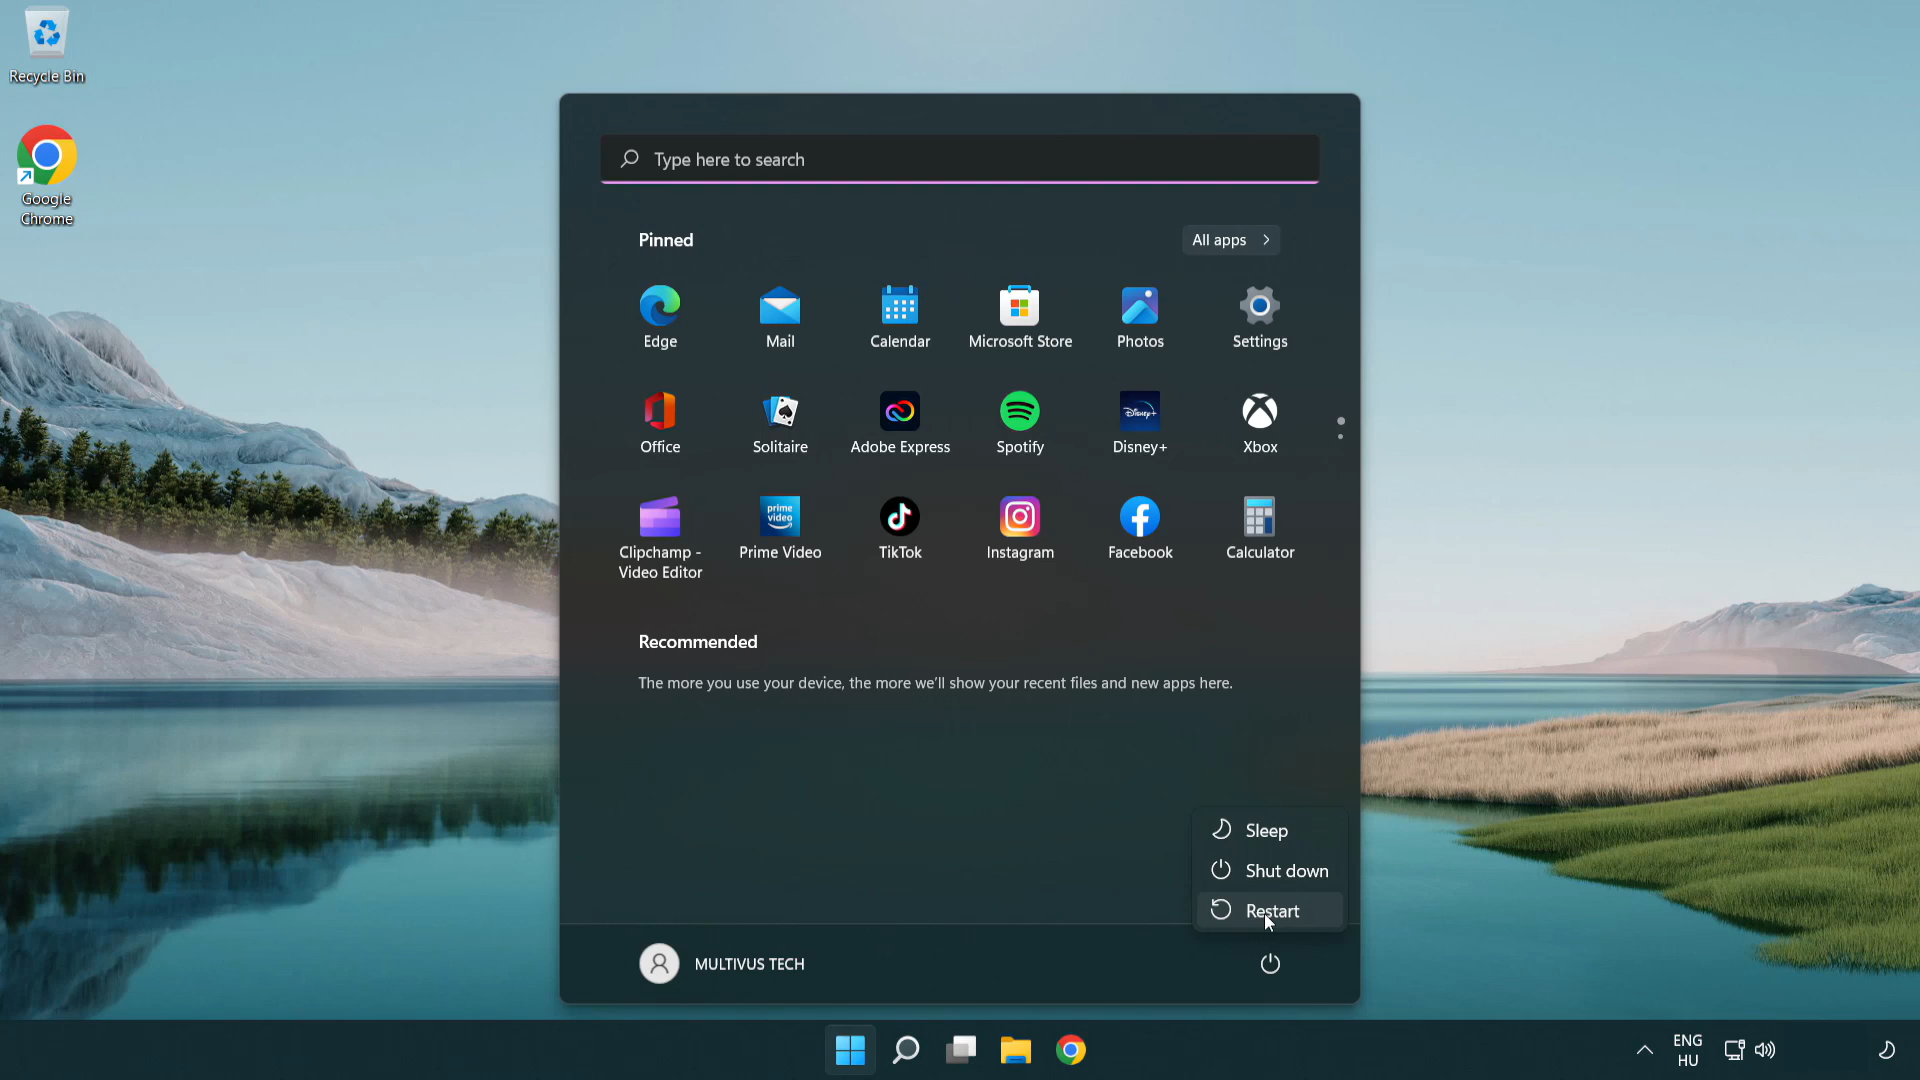 Recycle Bin
Google
Chrome
Type here to search
Pinned
All apps
Edge
Mail
Calendar
Microsoft Store
Photos
Settings
Office
Solitaire
Adobe Express
Disney+
Spotify
Disney+
Xbox
prime
video
Clipchamp -
Video Editor
Prime Video
TikTok
Instagram
Facebook
Calculator
Recommended
The more you use your device, the more we'll show your recent files and new apps here.
Sleep
Shut down
Restart
MULTIVUS TECH
ENG
HU